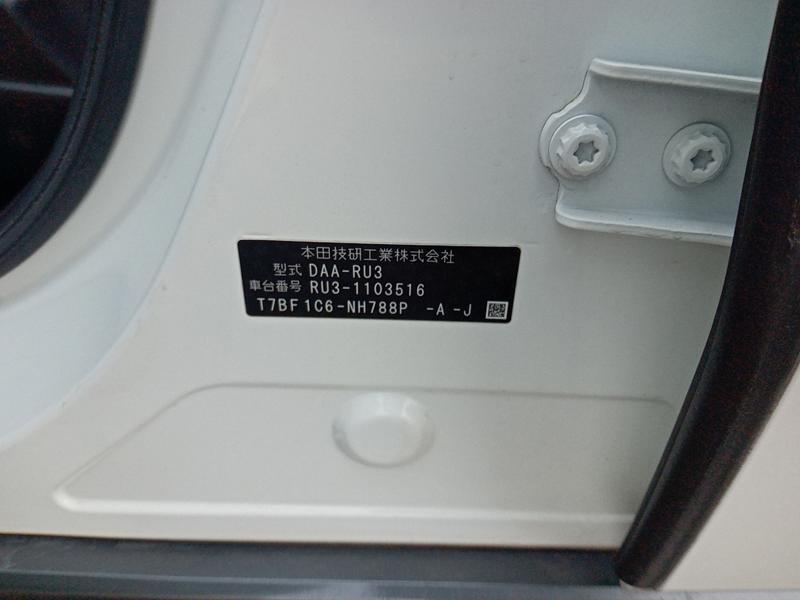 本田技研工業株式会社
型式 DAA-RU3
車台番号 RU3-1103516
T7BF1C6-NH788P -A-J